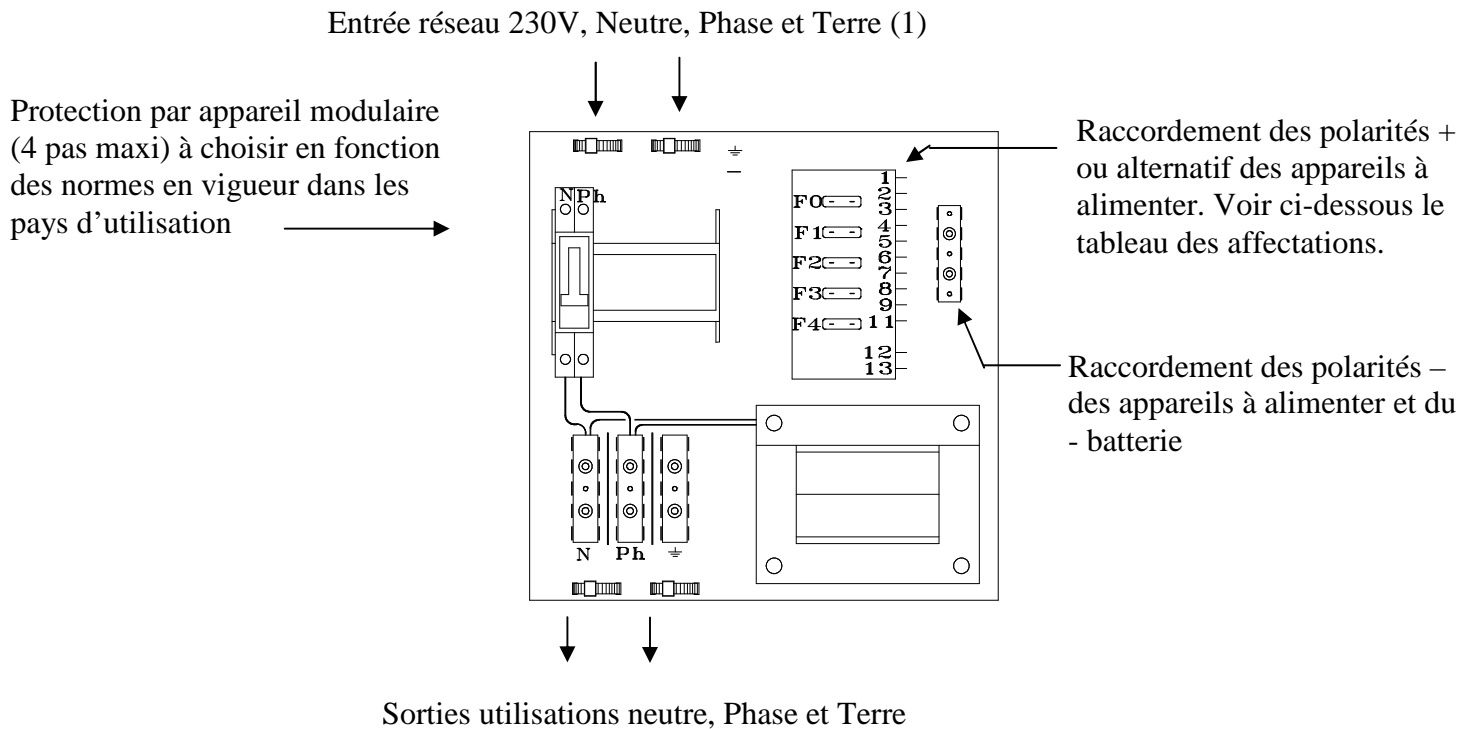 Entrée réseau 230V, Neutre, Phase et Terre (1)
Protection par appareil modulaire
(4 pas maxi) à choisir en fonction
des normes en vigueur dans les
pays d’utilisation
Raccordement des polarités +
ou alternatif des appareils à
alimenter. Voir ci-dessous le
tableau des affectations.
N Ph
1
2
F0
3
4
F1
5
6
F2
7
8
F3
9
F4 11
12
13
Raccordement des polarités –
des appareils à alimenter et du
- batterie
N Ph
Sorties utilisations neutre, Phase et Terre